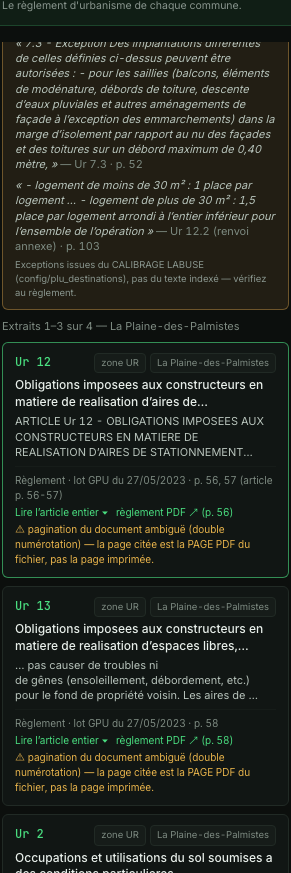 Le règlement d'urbanisme de chaque commune.
« 7.3 - Exception Des implantations différentes
de celles définies ci-dessus peuvent être
autorisées : - pour les saillies (balcons, éléments
de modénature, débords de toiture, descente
d'eaux pluviales et autres aménagements de
façade à l'exception des emmarchements) dans la
marge d'isolement par rapport au nu des façades
et des toitures sur un débord maximum de 0,40
mètre, » — Ur 7.3 · p. 52
« - logement de moins de 30 m² : 1 place par
logement ... - logement de plus de 30 m² : 1,5
place par logement arrondi à l'entier inférieur pour
l'ensemble de l'opération » — Ur 12.2 (renvoi
annexe) · p. 103
Exceptions issues du CALIBRAGE LABUSE
(config/plu_destinations), pas du texte indexé — vérifiez
au règlement.
Extraits 1–3 sur 4 — La Plaine-des-Palmistes
Ur 12 zone UR La Plaine-des-Palmistes
Obligations imposees aux constructeurs en
matiere de realisation d'aires de...
ARTICLE Ur 12 - OBLIGATIONS IMPOSEES AUX
CONSTRUCTEURS EN MATIERE DE
REALISATION D'AIRES DE STATIONNEMENT...
Règlement · lot GPU du 27/05/2023 · p. 56, 57 (article
p. 56-57)
Lire l'article entier ▾ règlement PDF ↗ (p. 56)
⚠ pagination du document ambiguë (double
numérotation) — la page citée est la PAGE PDF du
fichier, pas la page imprimée.
Ur 13 zone UR La Plaine-des-Palmistes
Obligations imposees aux constructeurs en
matiere de realisation d'espaces libres,...
... pas causer de troubles ni
de gênes (ensoleillement, débordement, etc.)
pour le fond de propriété voisin. Les aires de ...
Règlement · lot GPU du 27/05/2023 · p. 58
Lire l'article entier ▾ règlement PDF ↗ (p. 58)
⚠ pagination du document ambiguë (double
numérotation) — la page citée est la PAGE PDF du
fichier, pas la page imprimée.
Ur 2 zone UR La Plaine-des-Palmistes
Occupations et utilisations du sol soumises a
des conditions particulieres